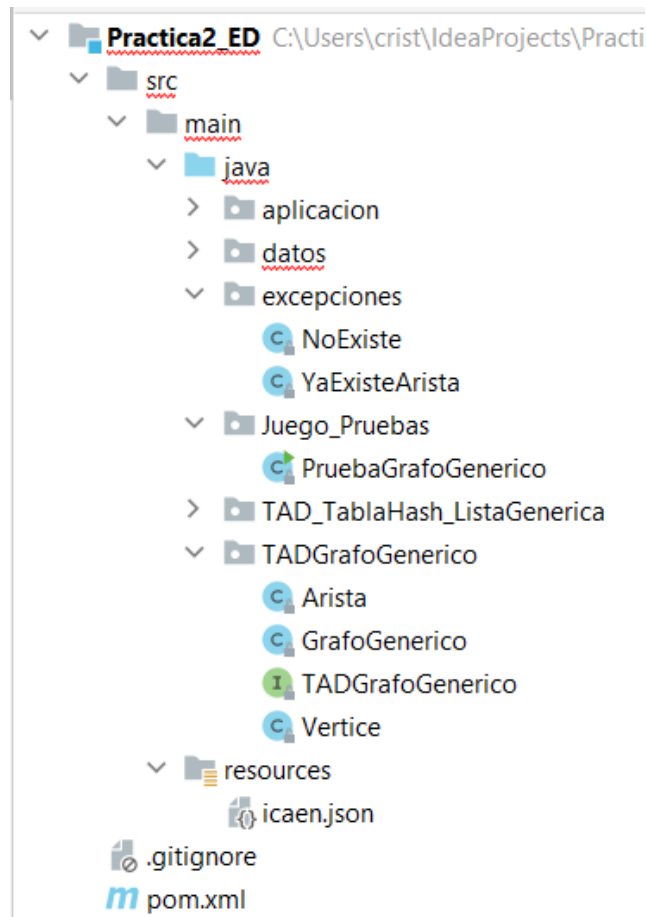 Practica2_ED C:\Users\crist\IdeaProjects\Practi
src
main
java
aplicacion
datos
excepciones
C NoExiste
C YaExisteArista
Juego_Pruebas
C PruebaGrafoGenerico
TAD_TablaHash_ListaGenerica
TADGrafoGenerico
C Arista
C GrafoGenerico
I TADGrafoGenerico
C Vertice
resources
{} icaen.json
.gitignore
m pom.xml